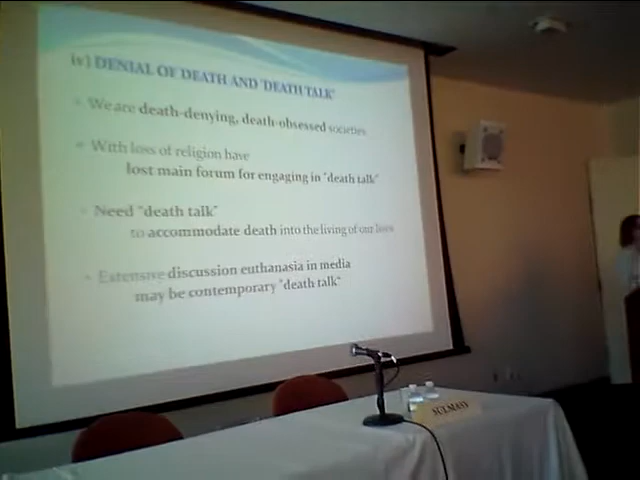 iv) DENIAL OF DEATH AND "DEATH TALK"
We are death-denying, death-obsessed societies
With loss of religion have
lost main forum for engaging in "death talk"
Need "death talk"
to accommodate death into the living of our lives
Extensive discussion euthanasia in media
may be contemporary "death talk"
SULMASY